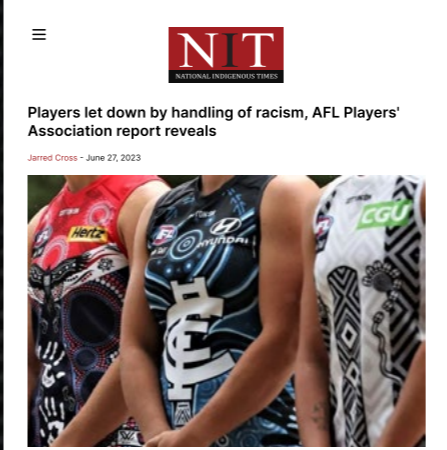 NIT
NATIONAL INDIGENOUS TIMES
Players let down by handling of racism, AFL Players'
Association report reveals
Jarred Cross - June 27, 2023
Hertz
HYUNDAI
CGU